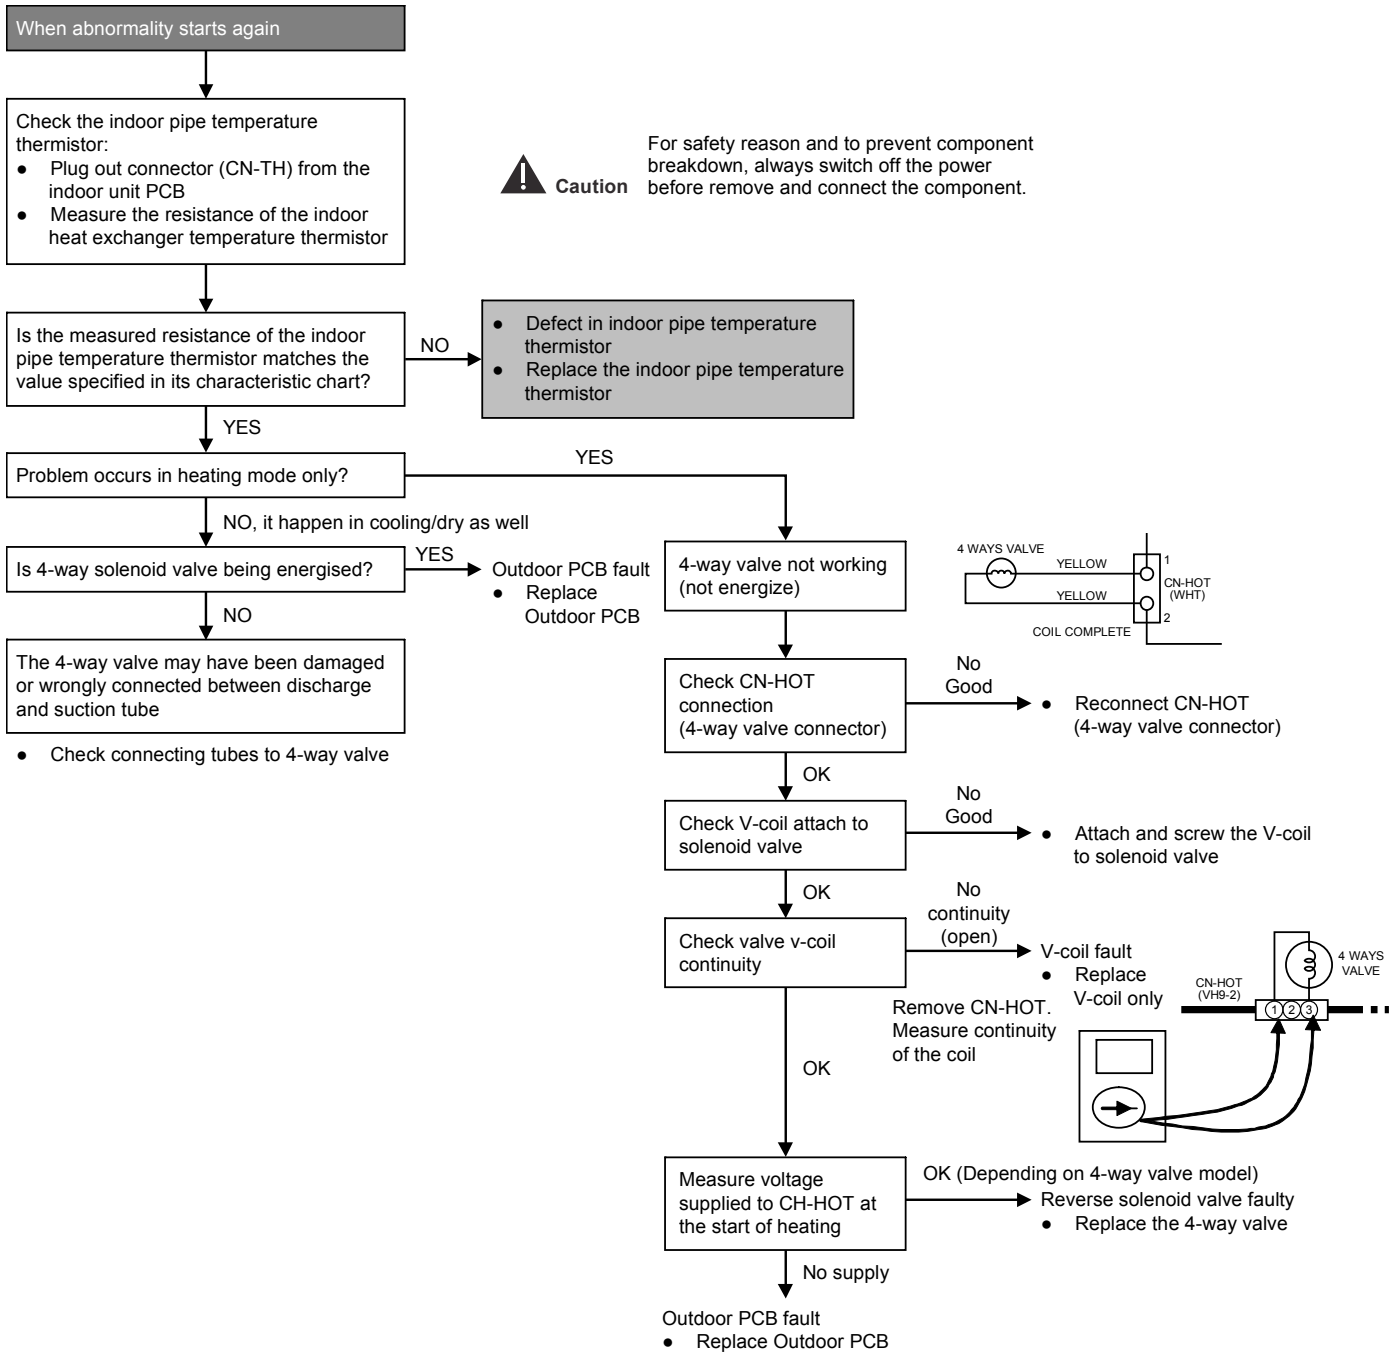 When abnormality starts again
Check the indoor pipe temperature
thermistor:
● Plug out connector (CN-TH) from the
indoor unit PCB
● Measure the resistance of the indoor
heat exchanger temperature thermistor
Caution
For safety reason and to prevent component
breakdown, always switch off the power
before remove and connect the component.
Is the measured resistance of the indoor
pipe temperature thermistor matches the
value specified in its characteristic chart?
NO
● Defect in indoor pipe temperature
thermistor
● Replace the indoor pipe temperature
thermistor
YES
Problem occurs in heating mode only?
YES
NO, it happen in cooling/dry as well
Is 4-way solenoid valve being energised?
YES
Outdoor PCB fault
● Replace
Outdoor PCB
NO
The 4-way valve may have been damaged
or wrongly connected between discharge
and suction tube
● Check connecting tubes to 4-way valve
4-way valve not working
(not energize)
4 WAYS VALVE
YELLOW
YELLOW
1
CN-HOT
(WHT)
2
COIL COMPLETE
Check CN-HOT
connection
(4-way valve connector)
No
Good
● Reconnect CN-HOT
(4-way valve connector)
OK
Check V-coil attach to
solenoid valve
No
Good
● Attach and screw the V-coil
to solenoid valve
OK
Check valve v-coil
continuity
No
continuity
(open)
V-coil fault
● Replace
V-coil only
Remove CN-HOT.
Measure continuity
of the coil
CN-HOT
(VH9-2)
4 WAYS
VALVE
1 2 3
OK
Measure voltage
supplied to CH-HOT at
the start of heating
OK (Depending on 4-way valve model)
Reverse solenoid valve faulty
● Replace the 4-way valve
No supply
Outdoor PCB fault
● Replace Outdoor PCB